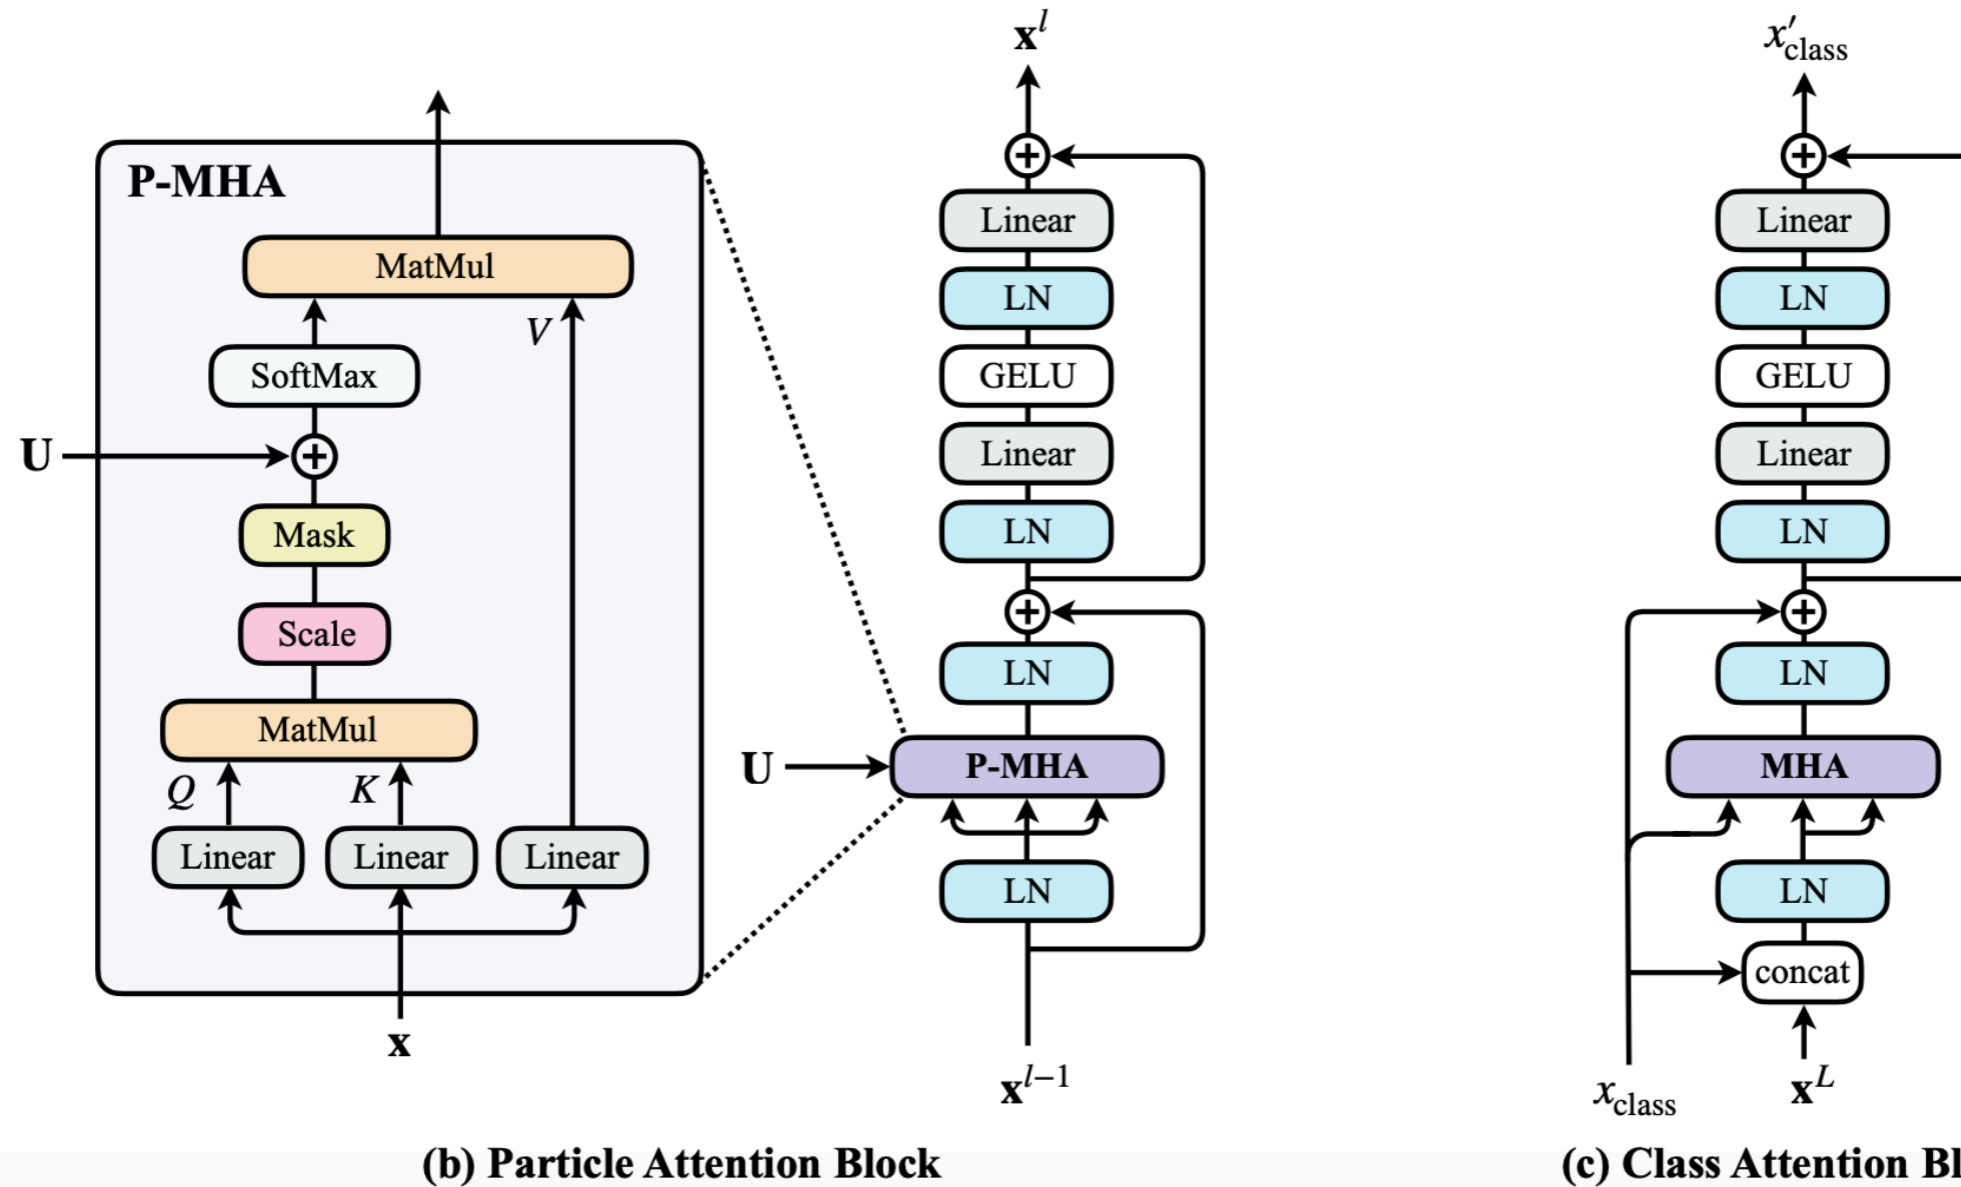 P-MHA
MatMul
V
SoftMax
U
Mask
Scale
MatMul
Q
K
Linear
Linear
Linear
x
x^l
Linear
LN
GELU
Linear
LN
LN
U
P-MHA
LN
x^{l−1}
(b) Particle Attention Block
x′_class
Linear
LN
GELU
Linear
LN
LN
MHA
LN
concat
x_class
x^L
(c) Class Attention Bl